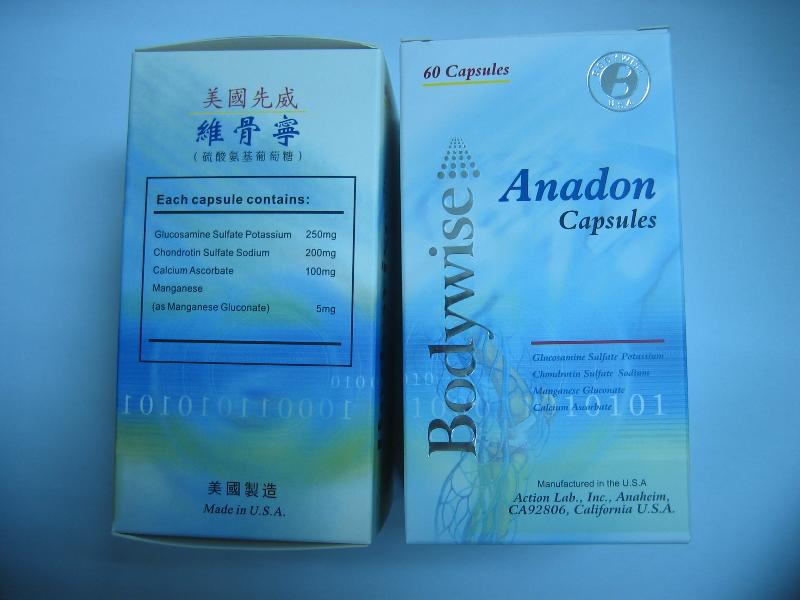 美國先威
維骨寧
(硫酸氨基葡萄糖)
Each capsule contains:
Glucosamine Sulfate Potassium 250mg
Chondrotin Sulfate Sodium 200mg
Calcium Ascorbate 100mg
Manganese
(as Manganese Gluconate) 5mg
美國製造
Made in U.S.A.
60 Capsules
BODYWISE
B
U.S.A.
Bodywise
Anadon
Capsules
Glucosamine Sulfate Potassium
Chondrotin Sulfate Sodium
Manganese Gluconate
Calcium Ascorbate
10101
Manufactured in the U.S.A
Action Lab., Inc., Anaheim,
CA92806, California U.S.A.